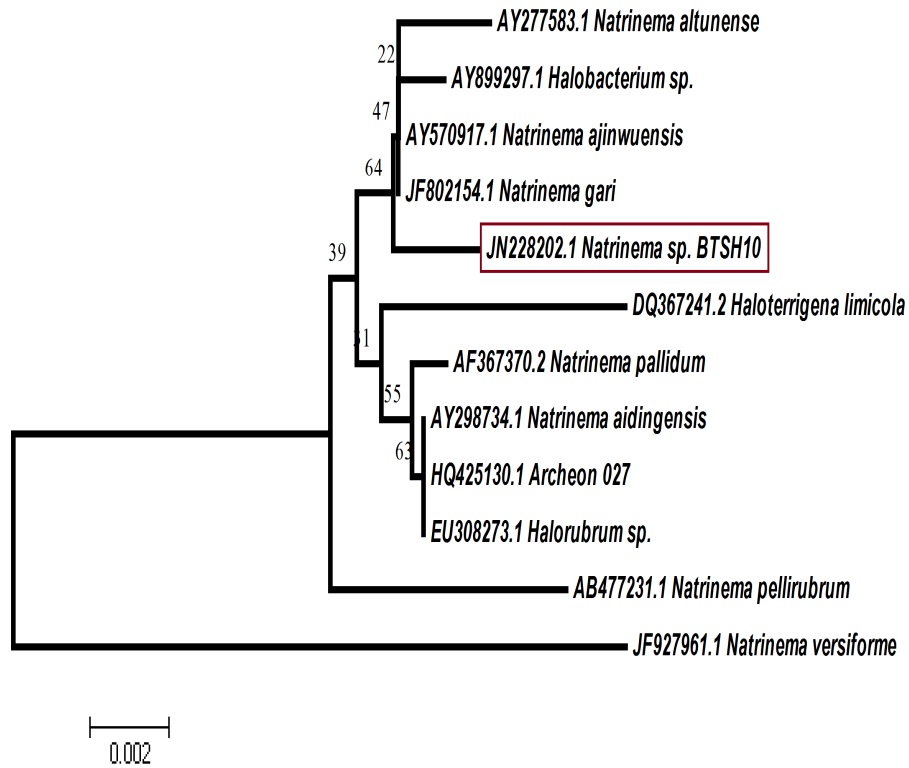 AY277583.1 Natrinema altunense
22
AY899297.1 Halobacterium sp.
47
AY570917.1 Natrinema ajinwuensis
64
JF802154.1 Natrinema gari
39
JN228202.1 Natrinema sp. BTSH10
DQ367241.2 Haloterrigena limicola
31
AF367370.2 Natrinema pallidum
55
AY298734.1 Natrinema aidingensis
63
HQ425130.1 Archeon 027
EU308273.1 Halorubrum sp.
AB477231.1 Natrinema pellirubrum
JF927961.1 Natrinema versiforme
0.002